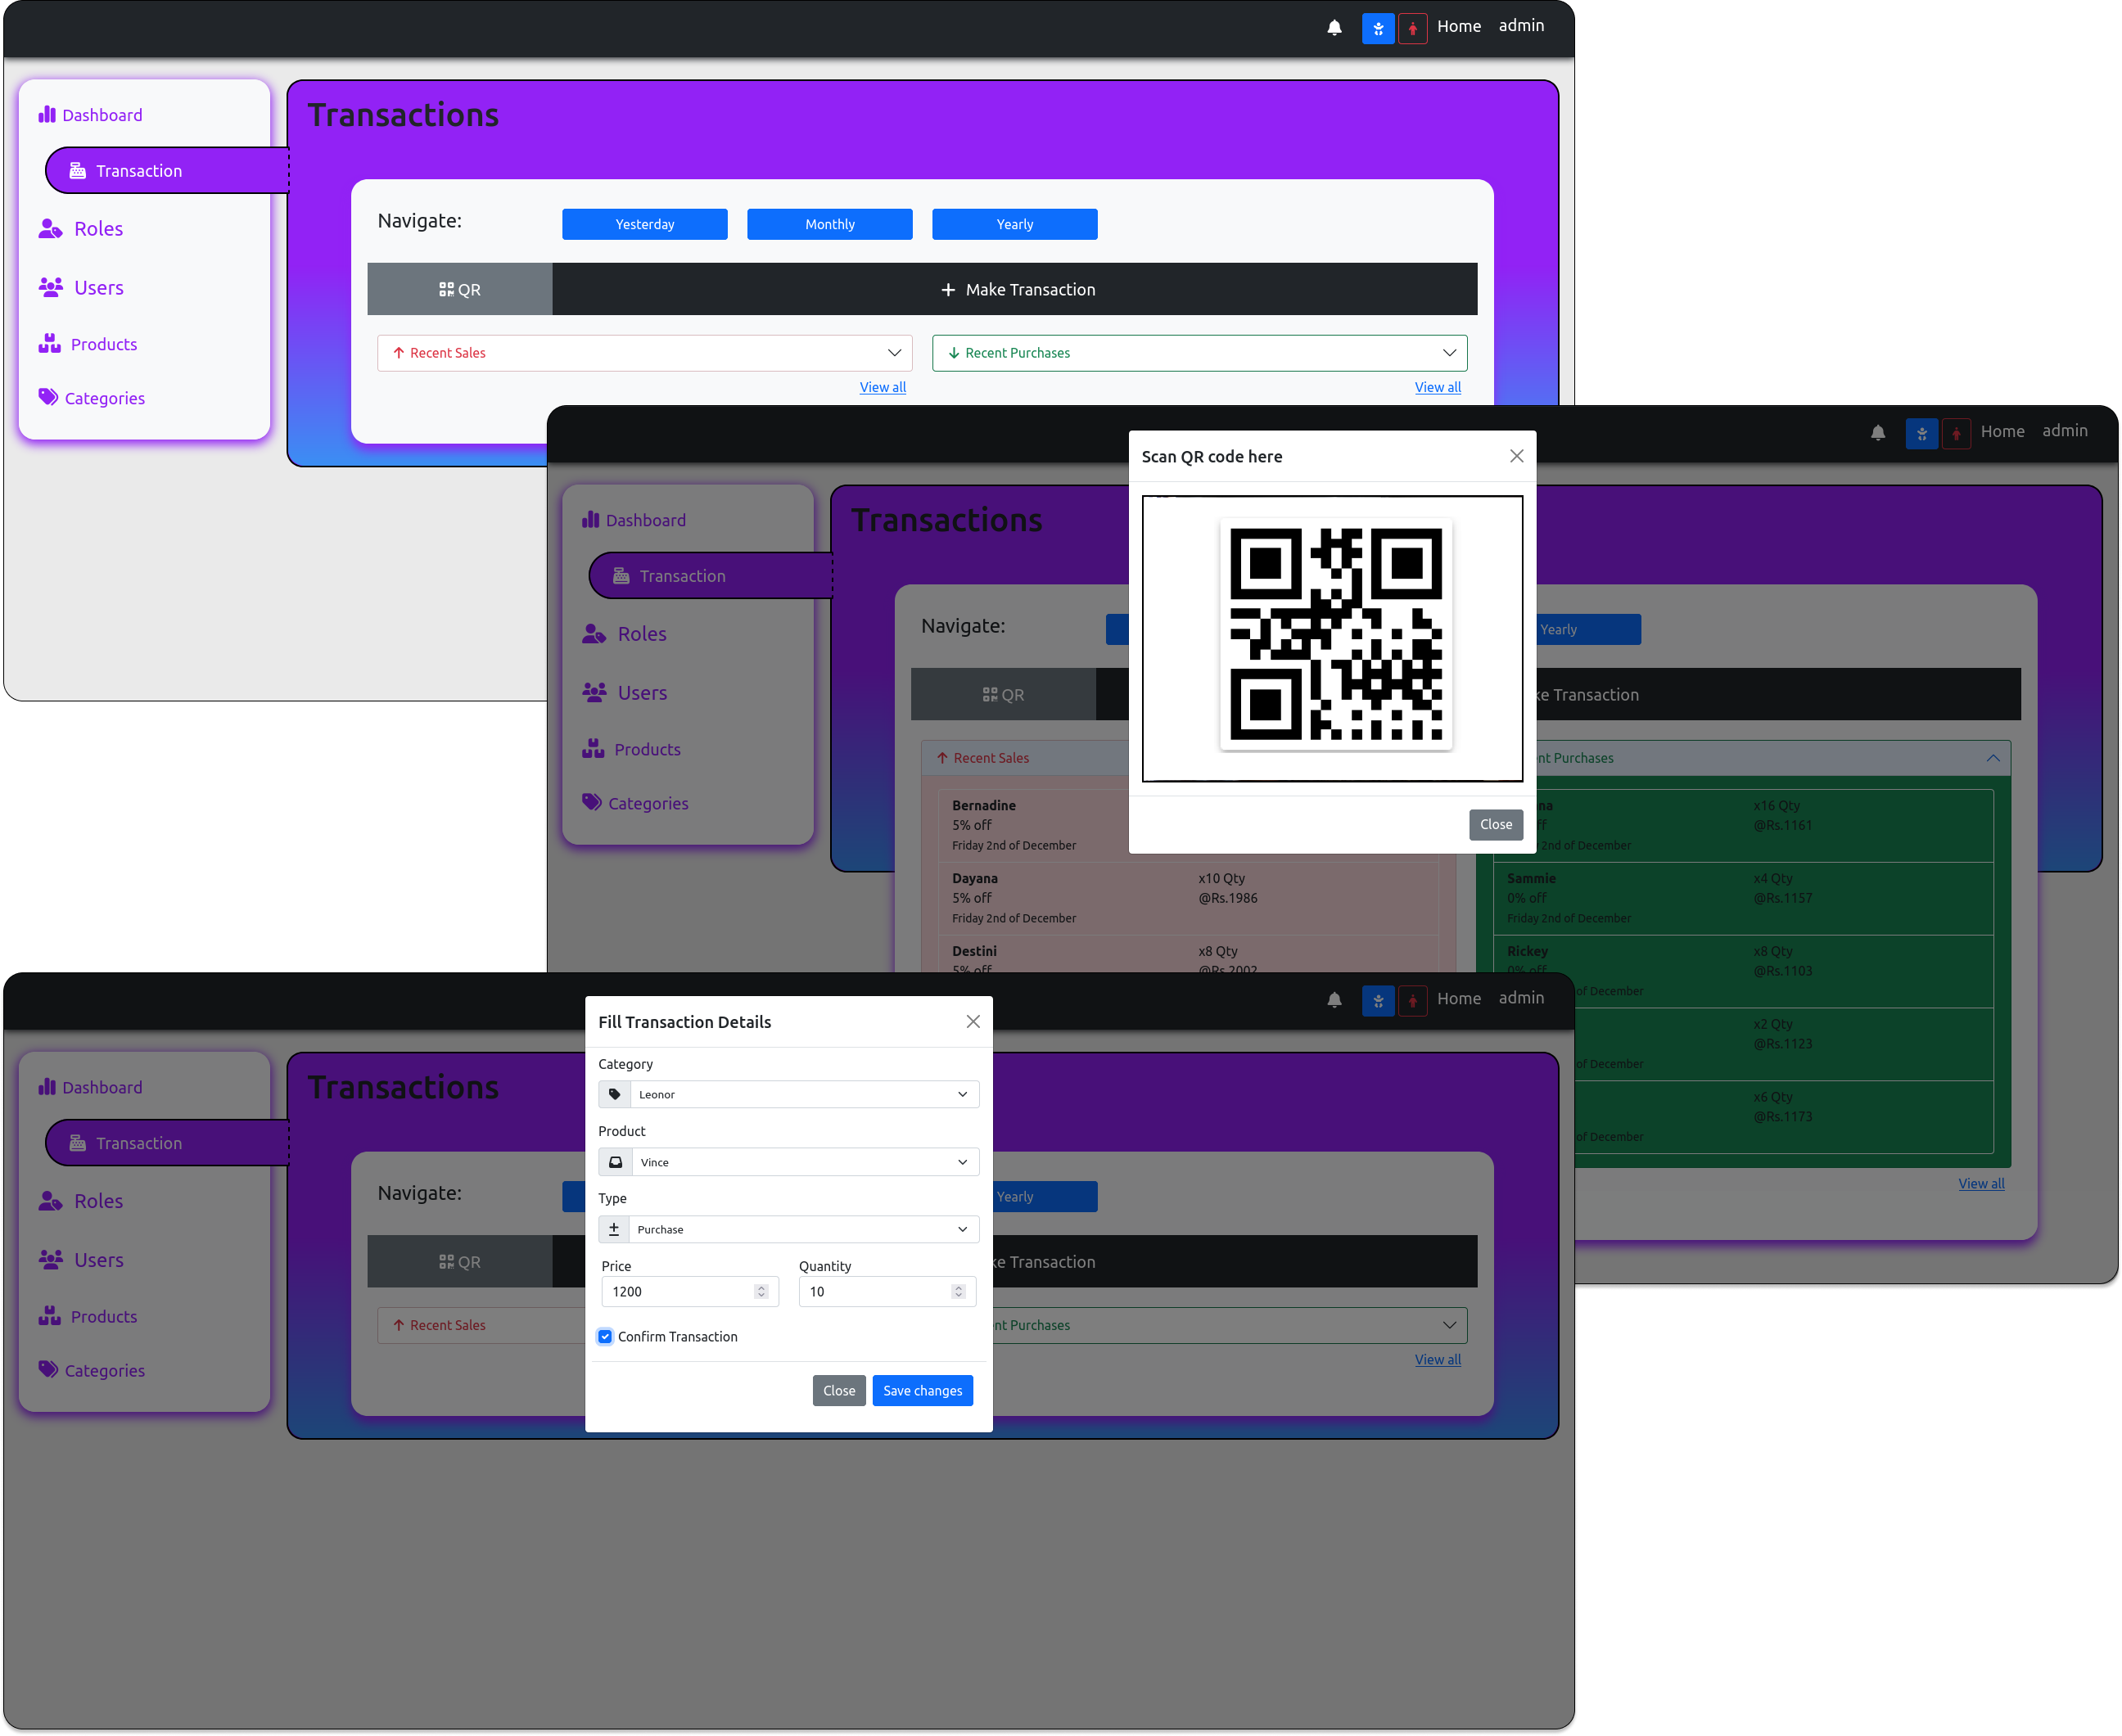 Home admin
Dashboard
Transaction
Roles
Users
Products
Categories
Transactions
Navigate:
Yesterday Monthly Yearly
QR Make Transaction
Recent Sales Recent Purchases
View all View all
Home admin
Dashboard
Transaction
Roles
Users
Products
Categories
Transactions
Navigate:
Yearly
QR
Transaction
Recent Sales
Purchases
Scan QR code here
Close
Bernadine
5% off
Friday 2nd of December
Dayana x10 Qty
5% off @Rs.1986
Friday 2nd of December
Destini x8 Qty
5% off @Rs.2002
x16 Qty
@Rs.1161
2nd of December
Sammie x4 Qty
0% off @Rs.1157
Friday 2nd of December
Rickey x8 Qty
0% off @Rs.1103
of December
x2 Qty
@Rs.1123
of December
x6 Qty
@Rs.1173
of December
View all
Home admin
Dashboard
Transaction
Roles
Users
Products
Categories
Transactions
Navigate:
Yearly
QR
Transaction
Recent Sales
Purchases
View all
Fill Transaction Details
Category
Leonor
Product
Vince
Type
Purchase
Price Quantity
1200 10
Confirm Transaction
Close Save changes